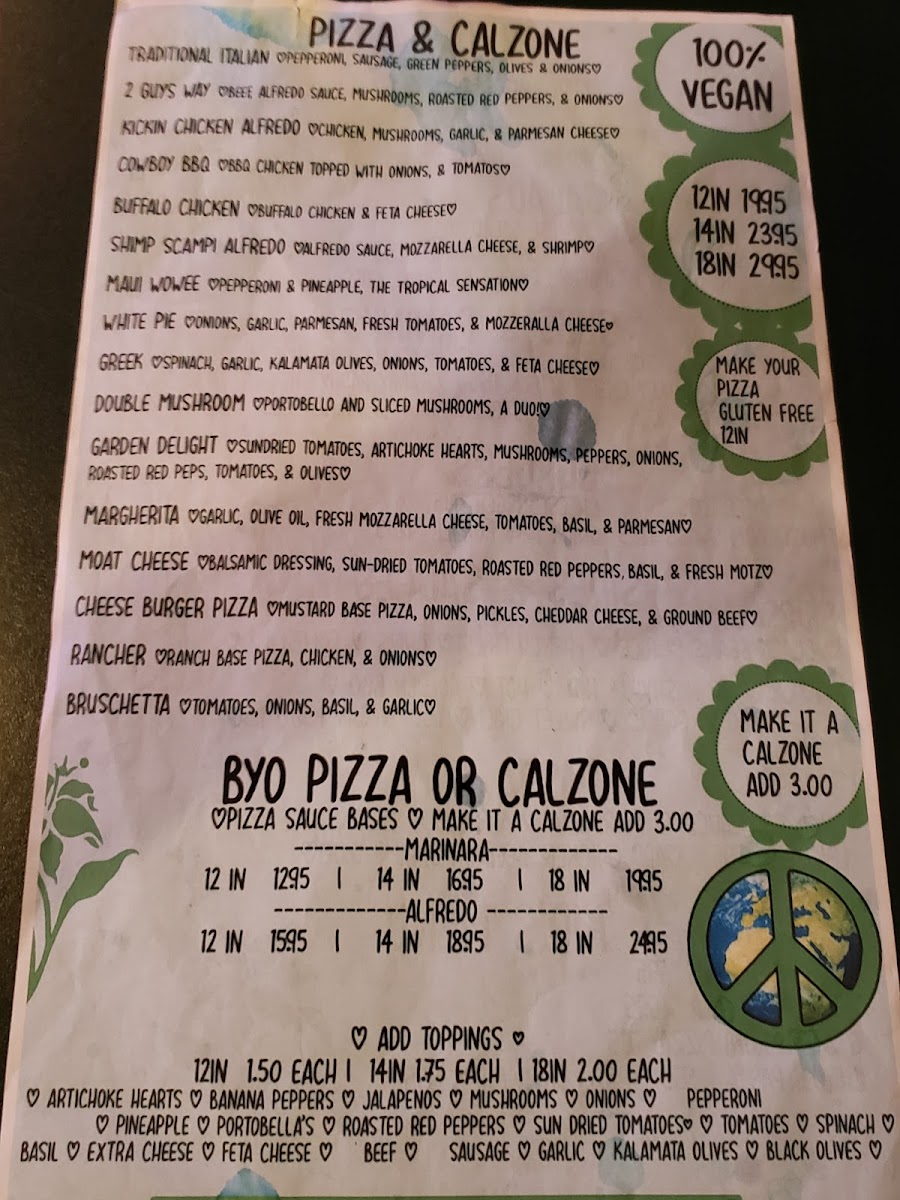 PIZZA & CALZONE
TRADITIONAL ITALIAN ♡PEPPERONI, SAUSAGE, GREEN PEPPERS, OLIVES & ONIONS♡
2 GUYS WAY ♡BEEF ALFREDO SAUCE, MUSHROOMS, ROASTED RED PEPPERS, & ONIONS♡
KICKIN CHICKEN ALFREDO ♡CHICKEN, MUSHROOMS, GARLIC, & PARMESAN CHEESE♡
COWBOY BBQ ♡BBQ CHICKEN TOPPED WITH ONIONS, & TOMATOS♡
BUFFALO CHICKEN ♡BUFFALO CHICKEN & FETA CHEESE♡
SHIMP SCAMPI ALFREDO ♡ALFREDO SAUCE, MOZZARELLA CHEESE, & SHRIMP♡
MAUI WOWEE ♡PEPPERONI & PINEAPPLE, THE TROPICAL SENSATION♡
WHITE PIE ♡ONIONS, GARLIC, PARMESAN, FRESH TOMATOES, & MOZZERALLA CHEESE♡
GREEK ♡SPINACH, GARLIC, KALAMATA OLIVES, ONIONS, TOMATOES, & FETA CHEESE♡
DOUBLE MUSHROOM ♡PORTOBELLO AND SLICED MUSHROOMS, A DUO!♡
GARDEN DELIGHT ♡SUNDRIED TOMATOES, ARTICHOKE HEARTS, MUSHROOMS, PEPPERS, ONIONS,
ROASTED RED PEPS, TOMATOES, & OLIVES♡
MARGHERITA ♡GARLIC, OLIVE OIL, FRESH MOZZARELLA CHEESE, TOMATOES, BASIL, & PARMESAN♡
MOAT CHEESE ♡BALSAMIC DRESSING, SUN-DRIED TOMATOES, ROASTED RED PEPPERS, BASIL, & FRESH MOTZ♡
CHEESE BURGER PIZZA ♡MUSTARD BASE PIZZA, ONIONS, PICKLES, CHEDDAR CHEESE, & GROUND BEEF♡
RANCHER ♡RANCH BASE PIZZA, CHICKEN, & ONIONS♡
BRUSCHETTA ♡TOMATOES, ONIONS, BASIL, & GARLIC♡
100%
VEGAN
12IN 19.95
14IN 23.95
18IN 29.95
MAKE YOUR
PIZZA
GLUTEN FREE
12IN
MAKE IT A
CALZONE
ADD 3.00
BYO PIZZA OR CALZONE
♡PIZZA SAUCE BASES ♡ MAKE IT A CALZONE ADD 3.00
-----------MARINARA-------------
12 IN 12.95 | 14 IN 16.95 | 18 IN 19.95
-------------ALFREDO ------------
12 IN 15.95 | 14 IN 18.95 | 18 IN 24.95
♡ ADD TOPPINGS ♡
12IN 1.50 EACH | 14IN 1.75 EACH | 18IN 2.00 EACH
♡ ARTICHOKE HEARTS ♡ BANANA PEPPERS ♡ JALAPENOS ♡ MUSHROOMS ♡ ONIONS ♡ PEPPERONI
♡ PINEAPPLE ♡ PORTOBELLA'S ♡ ROASTED RED PEPPERS ♡ SUN DRIED TOMATOES♡ ♡ TOMATOES ♡ SPINACH ♡
BASIL ♡ EXTRA CHEESE ♡ FETA CHEESE ♡ BEEF ♡ SAUSAGE ♡ GARLIC ♡ KALAMATA OLIVES ♡ BLACK OLIVES ♡